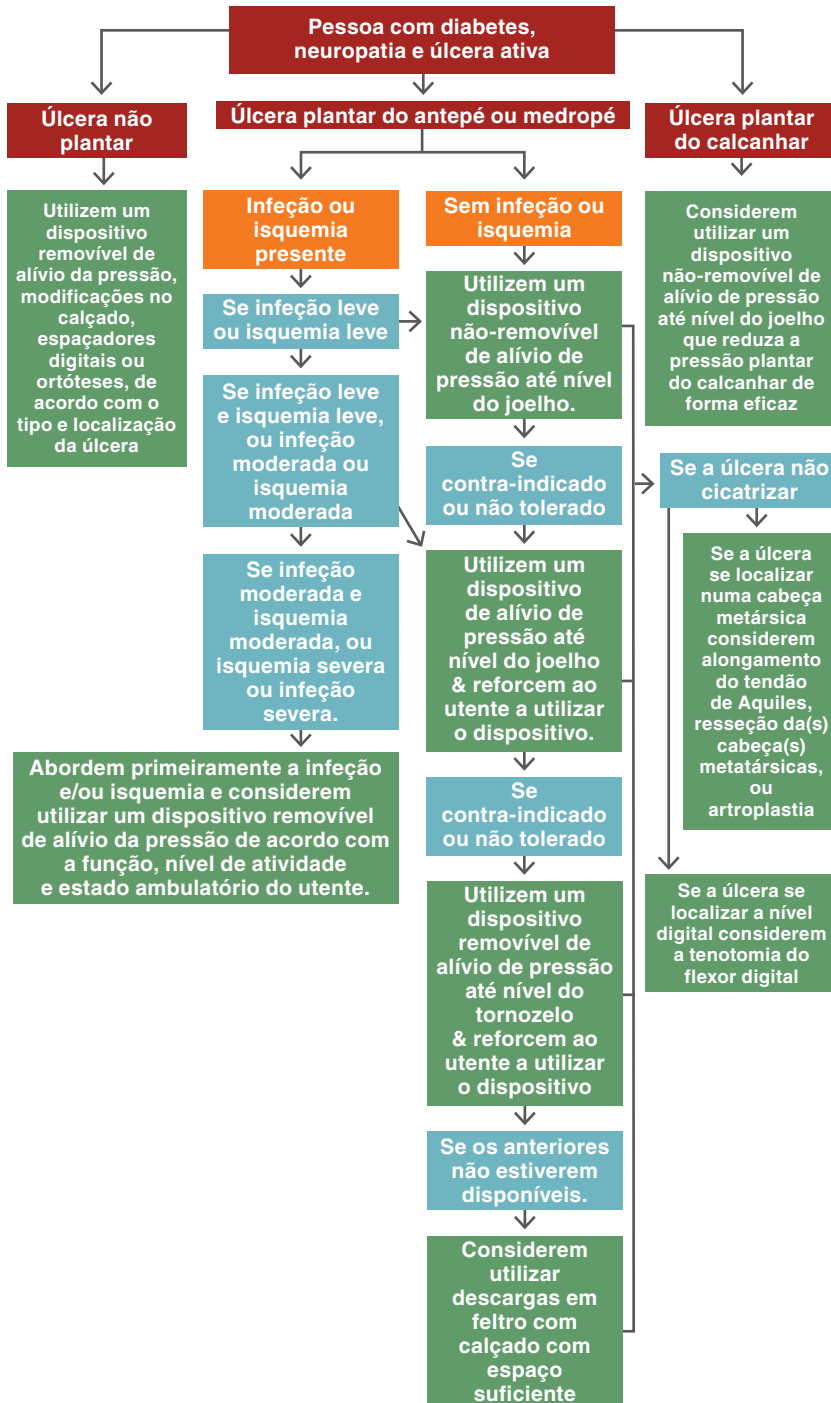 Pessoa com diabetes,
neuropatia e úlcera ativa
Úlcera não
plantar
Utilizem um
dispositivo
removível de
alívio da pressão,
modificações no
calçado,
espaçadores
digitais ou
ortóteses, de
acordo com o
tipo e localização
da úlcera
Úlcera plantar do antepé ou medropé
Infeção ou
isquemia
presente
Se infeção leve
ou isquemia leve
Se infeção leve
e isquemia leve,
ou infeção
moderada ou
isquemia
moderada
Se infeção
moderada e
isquemia
moderada, ou
isquemia severa
ou infeção
severa.
Abordem primeiramente a infeção
e/ou isquemia e considerem
utilizar um dispositivo removível
de alívio da pressão de acordo com
a função, nível de atividade
e estado ambulatório do utente.
Sem infeção ou
isquemia
Utilizem um
dispositivo
não-removível
de alívio de
pressão até nível
do joelho.
Se
contra-indicado
ou não tolerado
Utilizem um
dispositivo
de alívio de
pressão até
nível do joelho
& reforcem ao
utente a utilizar
o dispositivo.
Se
contra-indicado
ou não tolerado
Utilizem um
dispositivo
removível de
alívio de pressão
até nível do
tornozelo
& reforcem ao
utente a utilizar
o dispositivo
Se os anteriores
não estiverem
disponíveis.
Considerem
utilizar
descargas em
feltro com
calçado com
espaço
suficiente
Úlcera plantar
do calcanhar
Considerem
utilizar um
dispositivo
não-removível de
alívio de pressão
até nível do joelho
que reduza a
pressão plantar
do calcanhar de
forma eficaz
Se a úlcera não
cicatrizar
Se a úlcera
se localizar
numa cabeça
metársica
considerem
alongamento
do tendão
de Aquiles,
resseção da(s)
cabeça(s)
metatársicas,
ou
artroplastia
Se a úlcera se
localizar a nível
digital considerem
a tenotomia do
flexor digital